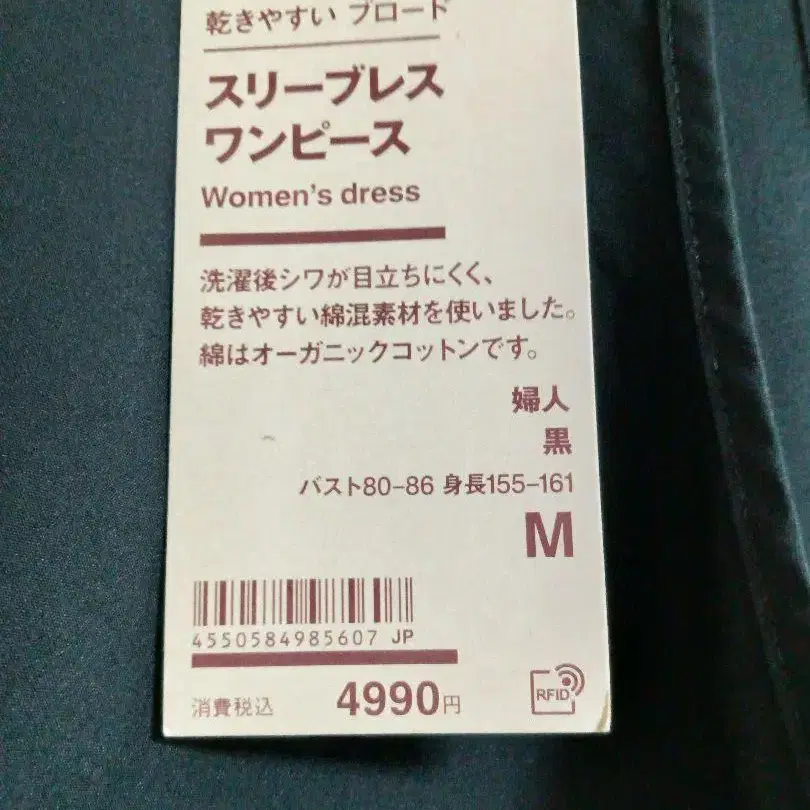 乾きやすい ブロード
スリーブレス
ワンピース
Women's dress
洗濯後シワが目立ちにくく、
乾きやすい綿混素材を使いました。
綿はオーガニックコットンです。
婦人
黒
バスト80-86 身長155-161
M
4550584985607 JP
消費税込 4990円
RFID